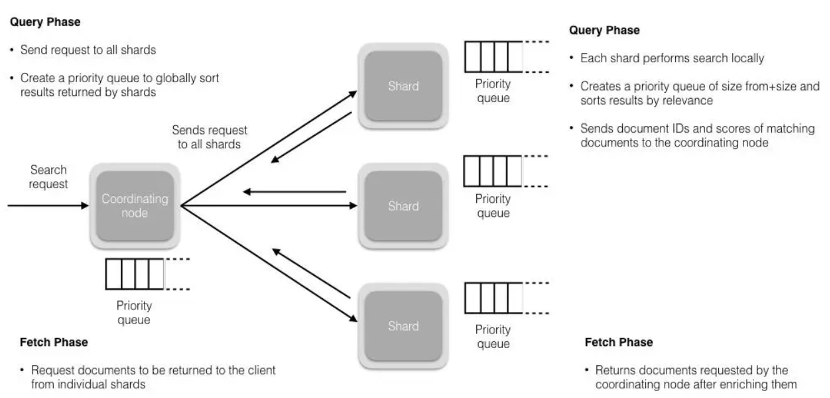 Query Phase
• Send request to all shards
• Create a priority queue to globally sort
results returned by shards
Search
request
Coordinating
node
Priority
queue
Sends request
to all shards
Shard
Priority
queue
Shard
Priority
queue
Shard
Priority
queue
Query Phase
• Each shard performs search locally
• Creates a priority queue of size from+size and
sorts results by relevance
• Sends document IDs and scores of matching
documents to the coordinating node
Fetch Phase
• Request documents to be returned to the client
from individual shards
Fetch Phase
• Returns documents requested by the
coordinating node after enriching them